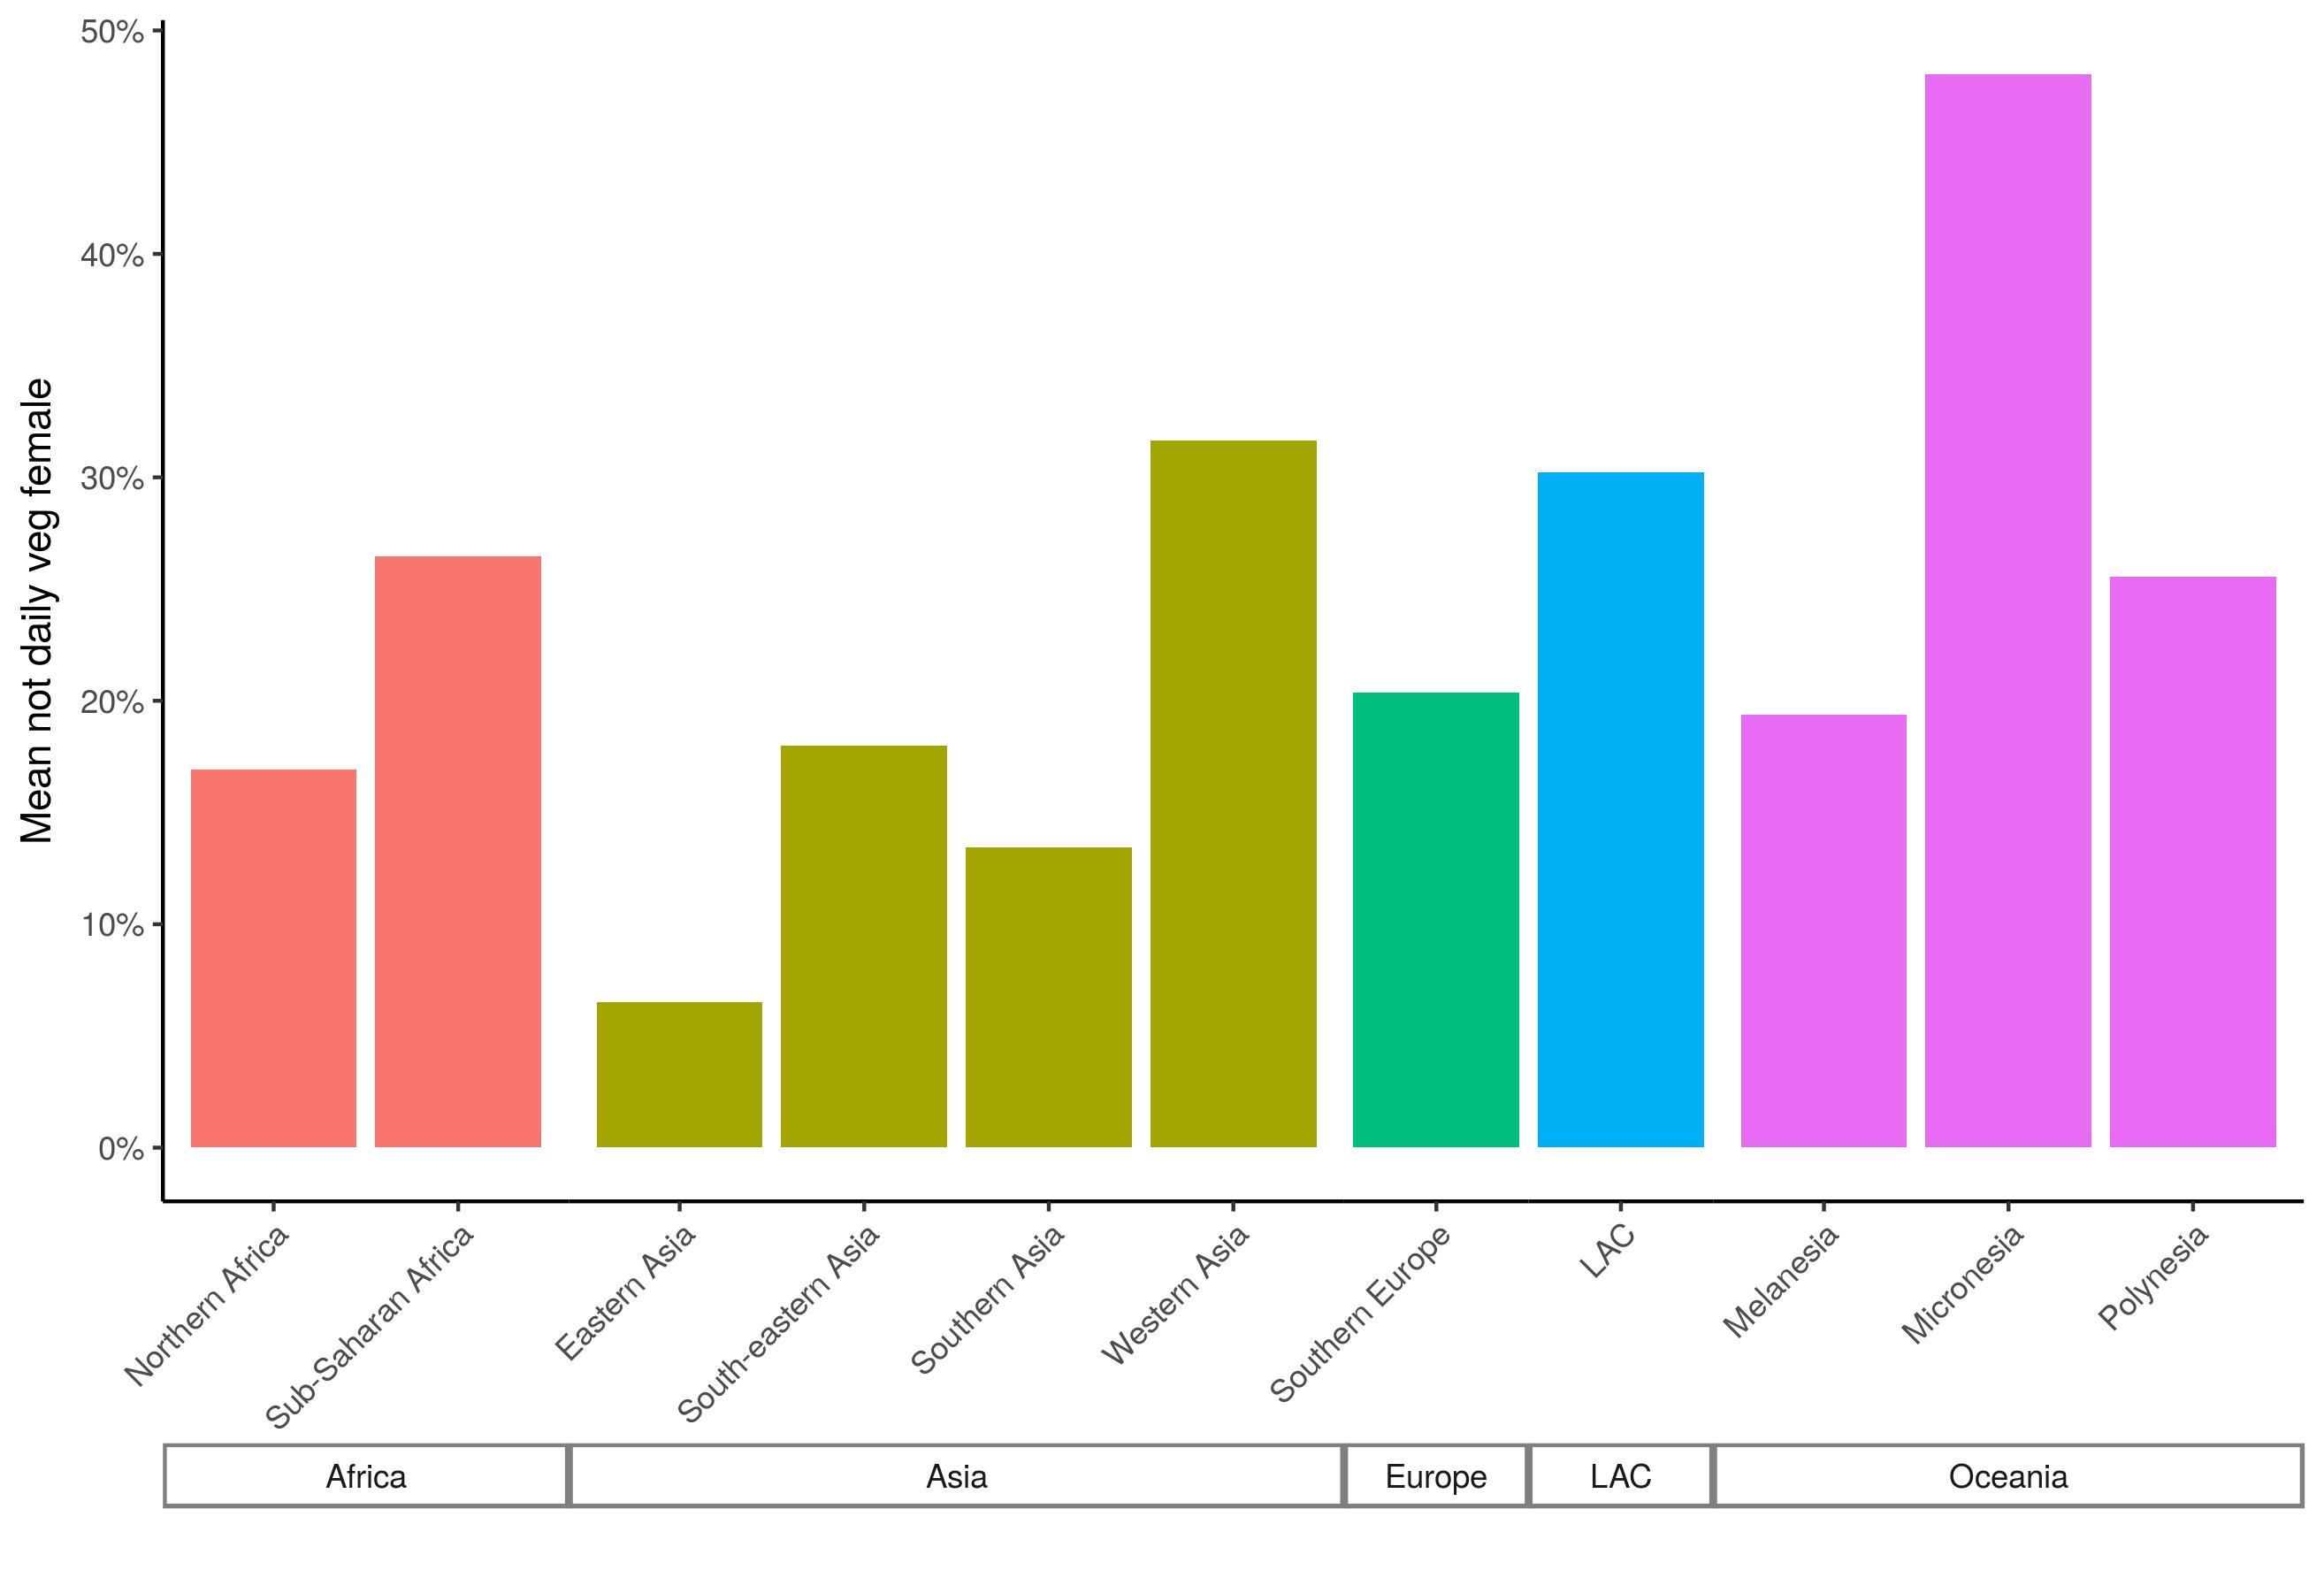 Mean not daily veg female
50%
40%
30%
20%
10%
0%
Northern Africa
Sub-Saharan Africa
Eastern Asia
South-eastern Asia
Southern Asia
Western Asia
Southern Europe
LAC
Melanesia
Micronesia
Polynesia
Africa
Asia
Europe
LAC
Oceania